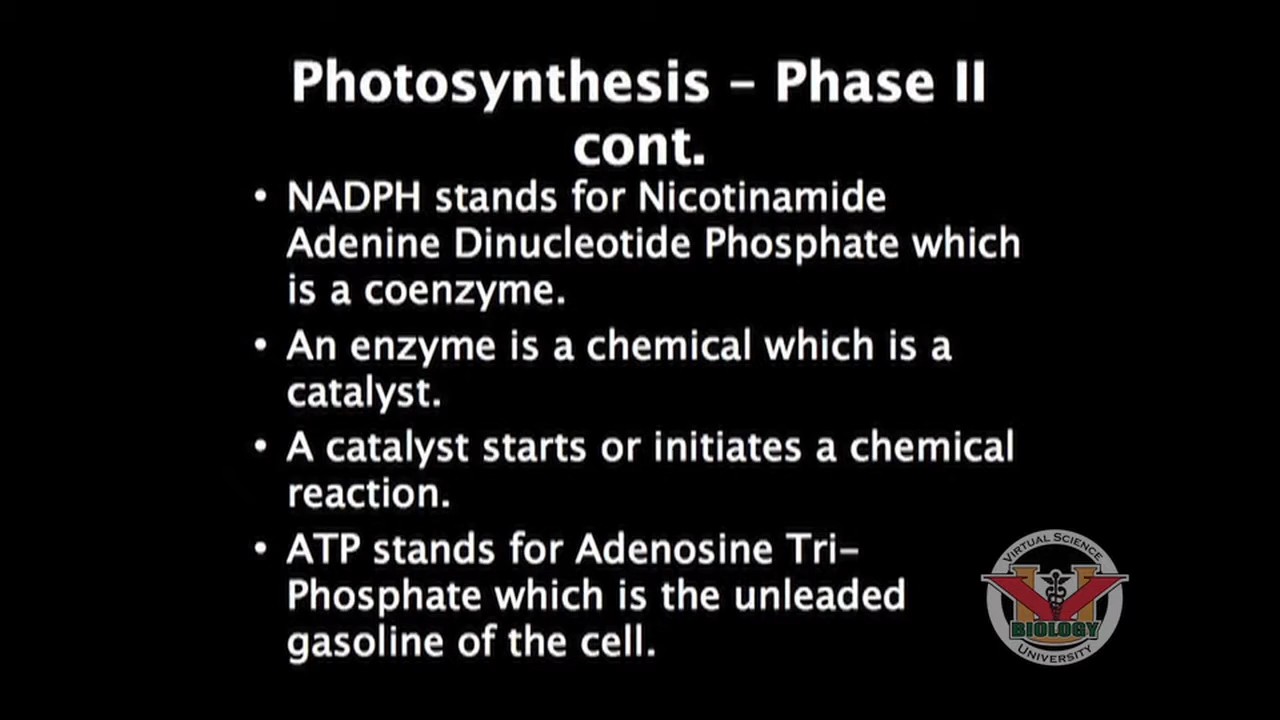 Photosynthesis – Phase II
cont.
• NADPH stands for Nicotinamide
Adenine Dinucleotide Phosphate which
is a coenzyme.
• An enzyme is a chemical which is a
catalyst.
• A catalyst starts or initiates a chemical
reaction.
• ATP stands for Adenosine Tri–
Phosphate which is the unleaded
gasoline of the cell.
VIRTUAL SCIENCE
VU
BIOLOGY
UNIVERSITY